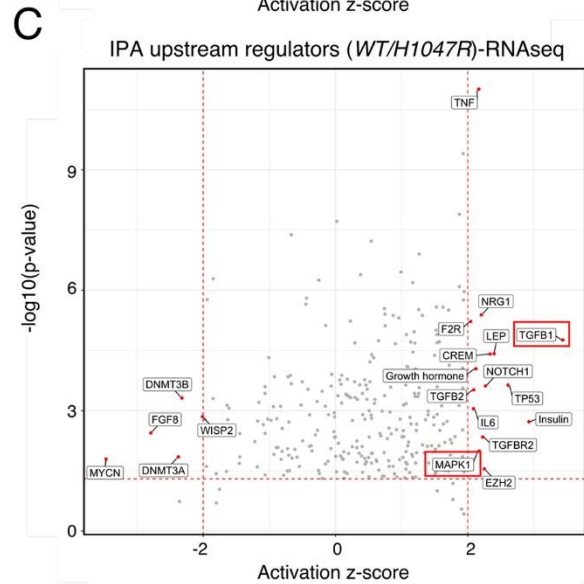 Activation z-score
C
IPA upstream regulators (WT/H1047R)-RNAseq
TNF
9
-log10(p-value)
6
NRG1
F2R
LEP
TGFB1
CREM
Growth hormone
NOTCH1
DNMT3B
TGFB2
TP53
3
FGF8
WISP2
IL6
Insulin
TGFBR2
MYCN
DNMT3A
MAPK1
EZH2
0
-2
0
2
Activation z-score